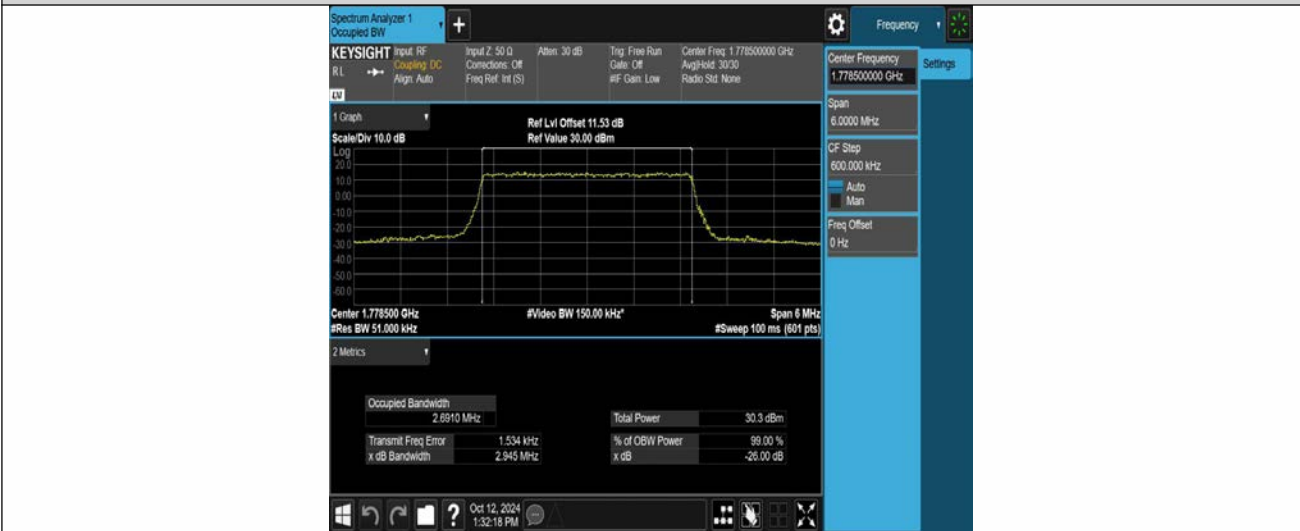 Spectrum Analyzer 1
Occupied BW
+
Frequency
KEYSIGHT
RL
Input: RF
Coupling: DC
Align: Auto
Input Z: 50 Ω
Corrections: Off
Freq Ref: Int (S)
Atten: 30 dB
Trig: Free Run
Gate: Off
#IF Gain: Low
Center Freq: 1.778500000 GHz
Avg|Hold: 30/30
Radio Std: None
1 Graph
Scale/Div 10.0 dB
Ref Lvl Offset 11.53 dB
Ref Value 30.00 dBm
Log
20.0
10.0
0.00
-10.0
-20.0
-30.0
-40.0
-50.0
-60.0
Center 1.778500 GHz
#Res BW 51.000 kHz
#Video BW 150.00 kHz*
Span 6 MHz
#Sweep 100 ms (601 pts)
2 Metrics
Occupied Bandwidth
2.6910 MHz
Transmit Freq Error 1.534 kHz
x dB Bandwidth 2.945 MHz
Total Power 30.3 dBm
% of OBW Power 99.00 %
x dB -26.00 dB
Center Frequency
1.778500000 GHz
Settings
Span
6.0000 MHz
CF Step
600.000 kHz
Auto
Man
Freq Offset
0 Hz
?
Oct 12, 2024
1:32:18 PM